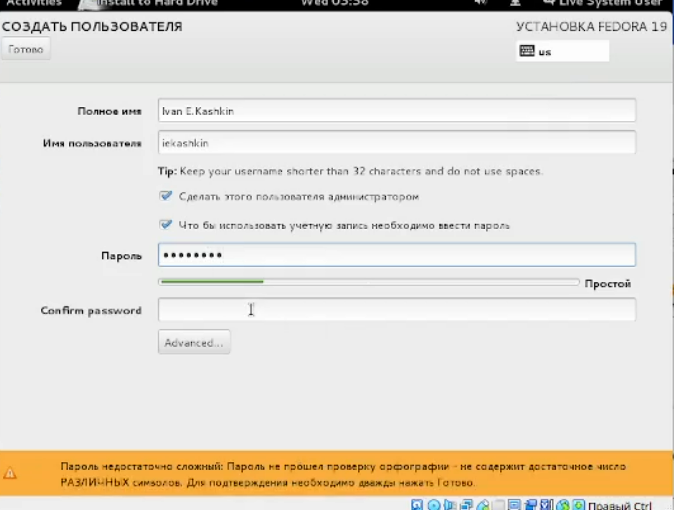 Activities Install to Hard Drive Wed 05:38 Live System User
СОЗДАТЬ ПОЛЬЗОВАТЕЛЯ
УСТАНОВКА FEDORA 19
Готово
us
Полное имя Ivan E.Kashkin
Имя пользователя iekashkin
Tip: Keep your username shorter than 32 characters and do not use spaces.
Сделать этого пользователя администратором
Что бы использовать учетную запись необходимо ввести пароль
Пароль ••••••••
Простой
Confirm password
Advanced...
Пароль недостаточно сложный: Пароль не прошел проверку орфографии - не содержит достаточное число
РАЗЛИЧНЫХ символов. Для подтверждения необходимо дважды нажать Готово.
Правый Ctrl